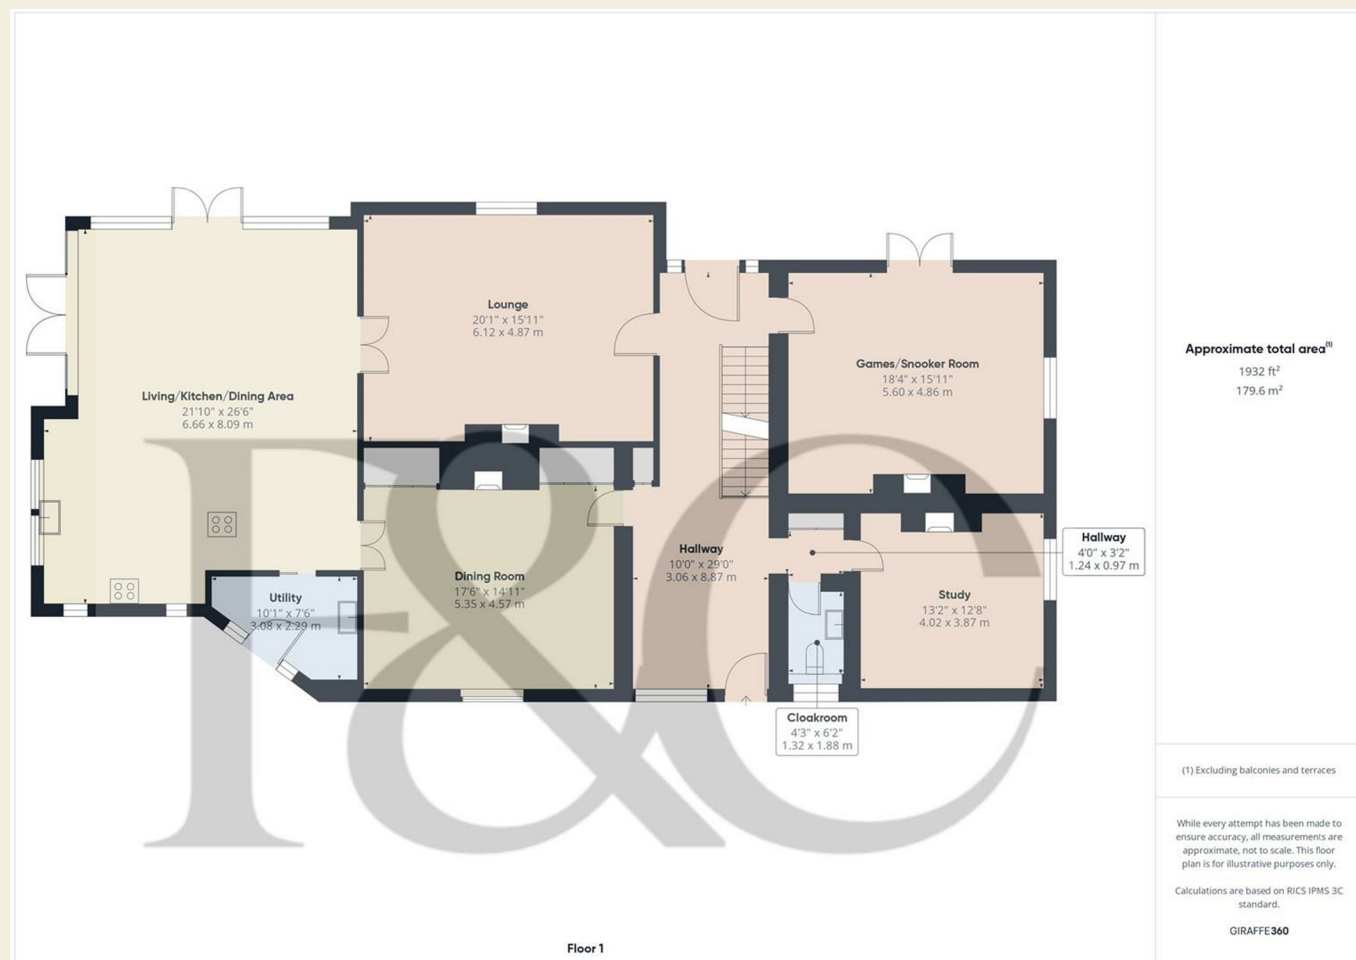 Lounge
20'1" x 15'11"
6.12 x 4.87 m
Games/Snooker Room
18'4" x 15'11"
5.60 x 4.86 m
Living/Kitchen/Dining Area
21'10" x 26'6"
6.66 x 8.09 m
Hallway
10'0" x 29'0"
3.06 x 8.87 m
Hallway
4'0" x 3'2"
1.24 x 0.97 m
Dining Room
17'6" x 14'11"
5.35 x 4.57 m
Utility
10'1" x 7'6"
3.08 x 2.29 m
Study
13'2" x 12'8"
4.02 x 3.87 m
Cloakroom
4'3" x 6'2"
1.32 x 1.88 m
F&C
Floor 1
Approximate total area(1)
1932 ft²
179.6 m²
(1) Excluding balconies and terraces
While every attempt has been made to
ensure accuracy, all measurements are
approximate, not to scale. This floor
plan is for illustrative purposes only.
Calculations are based on RICS IPMS 3C
standard.
GIRAFFE360